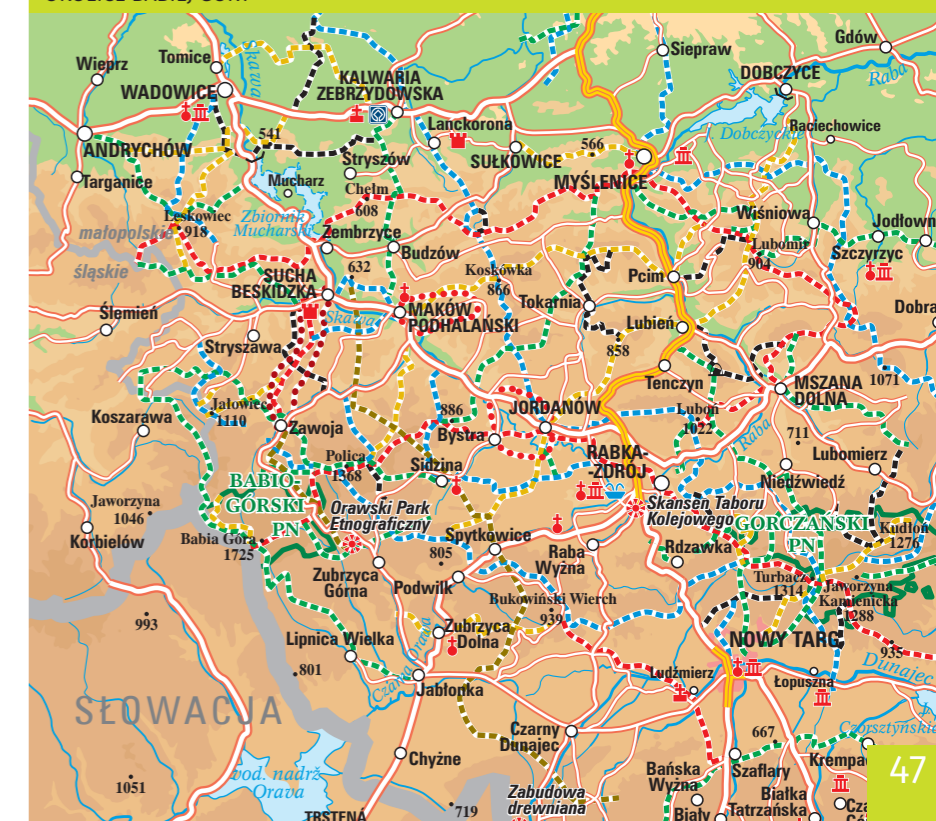 Gdów
Siepraw
Tomice
Wieprz
Skawa
KALWARIA
ZEBRZYDOWSKA
DOBCZYCE
Raba
WADOWICE
Lanckorona
J. Dobczyckie
Raciechowice
541
566
ANDRYCHÓW
Stryszów
SUŁKOWICE
MYŚLENICE
Targanice
Mucharz
Chełm
608
Leskowiec
918
Zbiornik
Mucharski
Zembrzyce
Wiśniowa
Jodłown
małopolskie
Budzów
Lubomir
904
Szczyrzyc
śląskie
SUCHA
BESKIDZKA
632
Koskówka
866
Pcim
Tokarnia
Ślemień
Skawa
MAKÓW
PODHALAŃSKI
Lubień
Dobra
Stryszawa
858
Tenczyn
1071
MSZANA
DOLNA
Jałowiec
1110
Koszarawa
886
JORDANÓW
Luboń
1022
Zawoja
Bystra
Raba
711
Polica
1368
Sidzina
RABKA-
-ZDRÓJ
Lubomierz
BABIO-
GÓRSKI
PN
Niedźwiedź
Jaworzyna
1046
Orawski Park
Etnograficzny
Skansen Taboru
Kolejowego
GORCZAŃSKI
PN
Kudłoń
1276
Korbielów
Babia Góra
1725
Spytkowice
805
Raba
Wyżna
Rdzawka
Zubrzyca
Górna
Podwilk
Turbacz
1314
Jaworzyna
Kamienicka
1288
Bukowiński Wierch
939
993
Zubrzyca
Dolna
NOWY TARG
935
Lipnica Wielka
801
Czarna Orawa
Ludźmierz
Łopuszna
Dunajec
Jabłonka
SŁOWACJA
Czarny
Dunajec
667
Czorsztyńskie
Chyżne
Bańska
Wyżna
Szaflary
Krempa
47
1051
vod. nadrž
Orava
719
Zabudowa
drewniana
Białka
Tatrzańska
TRSTENÁ
Biały